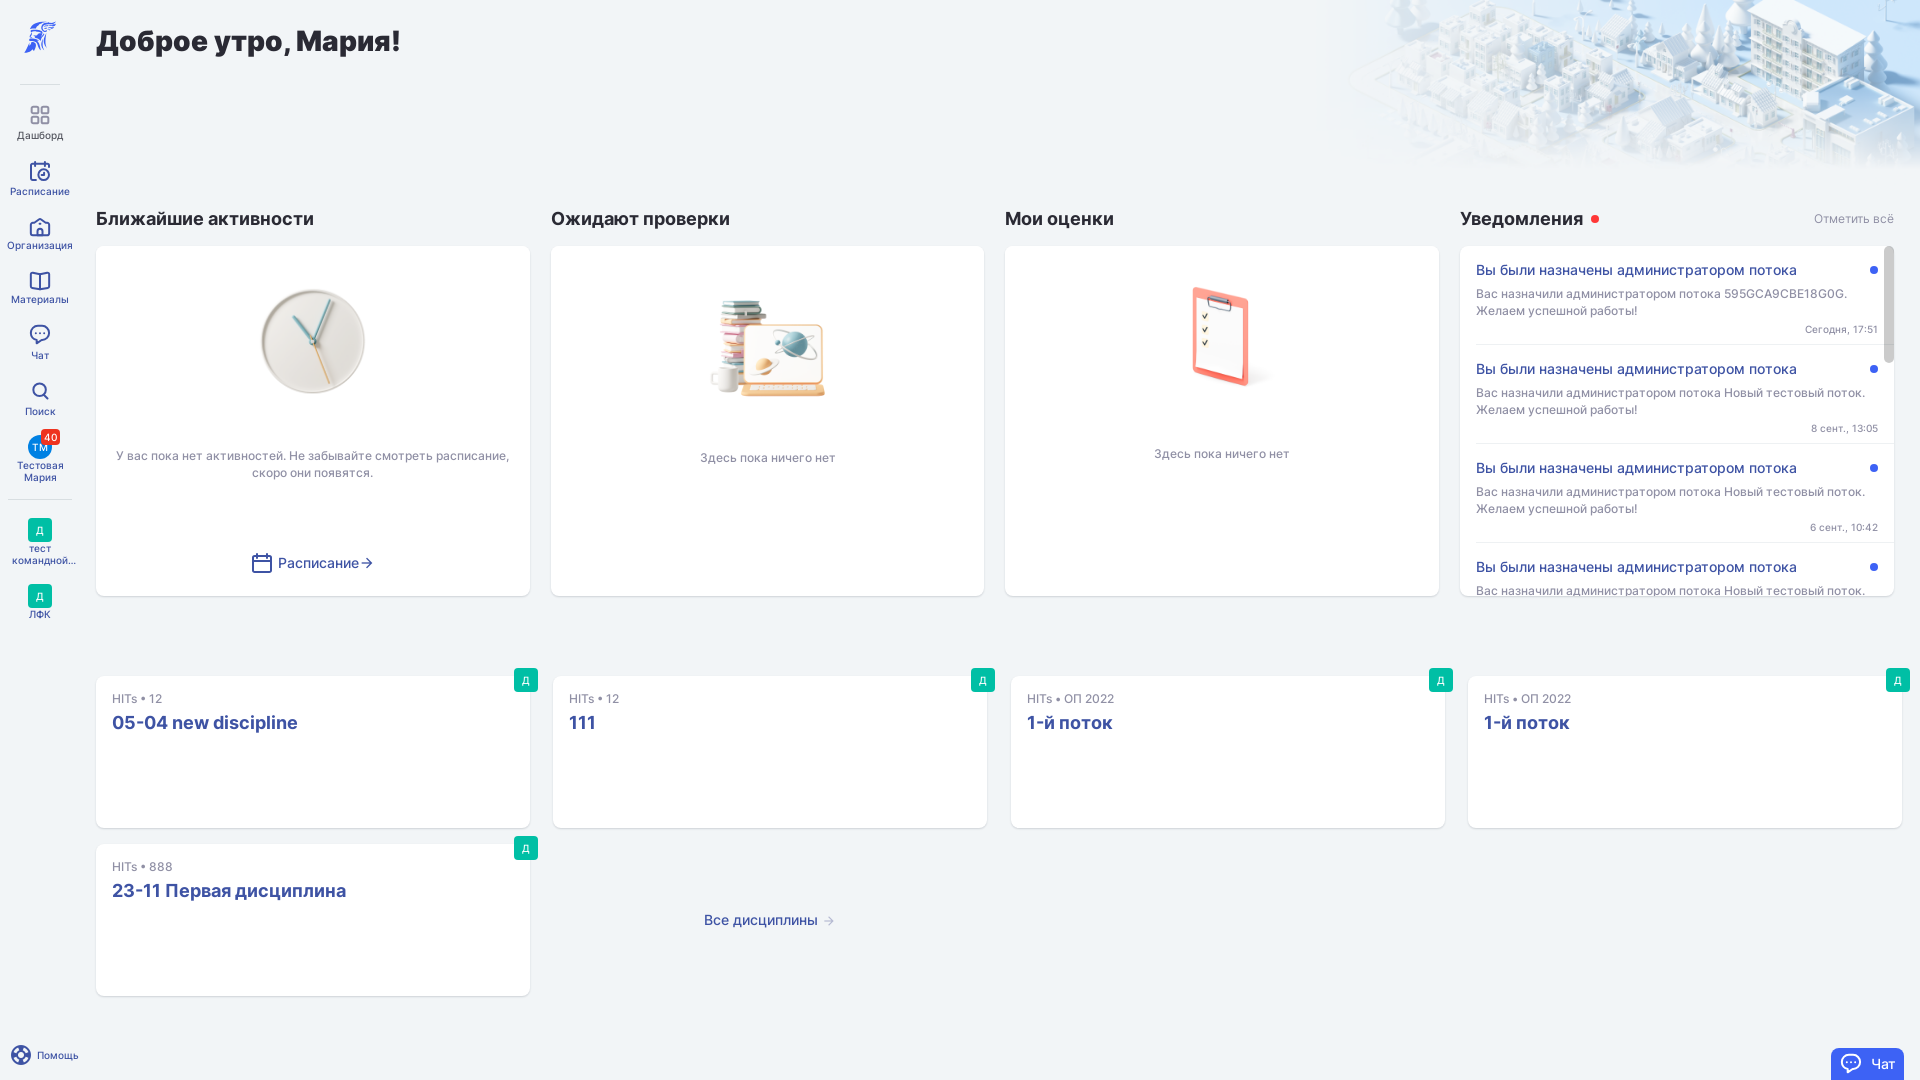 Доброе утро, Мария!
Дашборд
Расписание
Организация
Материалы
Чат
Поиск
ТМ
40
Тестовая
Мария
Д
тест
командной...
Д
ЛФК
Помощь
Ближайшие активности
У вас пока нет активностей. Не забывайте смотреть расписание,
скоро они появятся.
Расписание
Ожидают проверки
Здесь пока ничего нет
Мои оценки
Здесь пока ничего нет
Уведомления
Отметить всё
Вы были назначены администратором потока
Вас назначили администратором потока 595GCA9CBE18G0G.
Желаем успешной работы!
Сегодня, 17:51
Вы были назначены администратором потока
Вас назначили администратором потока Новый тестовый поток.
Желаем успешной работы!
8 сент., 13:05
Вы были назначены администратором потока
Вас назначили администратором потока Новый тестовый поток.
Желаем успешной работы!
6 сент., 10:42
Вы были назначены администратором потока
Вас назначили администратором потока Новый тестовый поток.
Д
HITs • 12
05-04 new discipline
Д
HITs • 12
111
Д
HITs • ОП 2022
1-й поток
Д
HITs • ОП 2022
1-й поток
Д
HITs • 888
23-11 Первая дисциплина
Все дисциплины
Чат